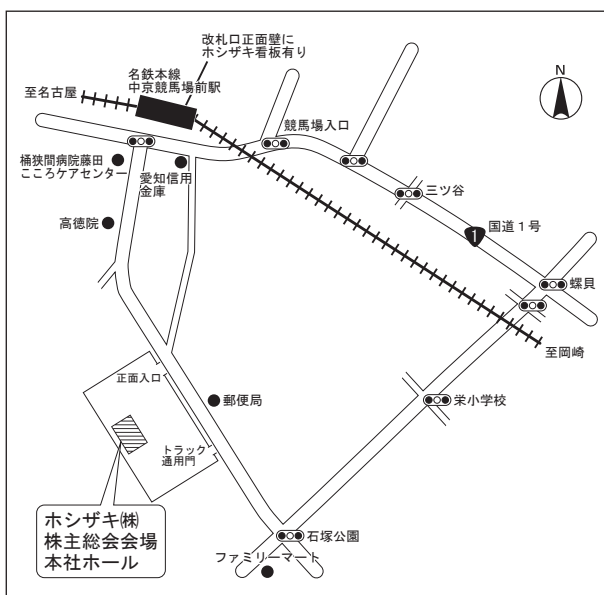 改札口正面壁に
ホシザキ看板有り
名鉄本線
中京競馬場前駅
至名古屋
N
競馬場入口
桶狭間病院藤田
こころケアセンター
愛知信用
金庫
三ツ谷
高徳院
1
国道1号
螺貝
至岡崎
正面入口
郵便局
栄小学校
トラック
通用門
ホシザキ㈱
株主総会会場
本社ホール
石塚公園
ファミリーマート